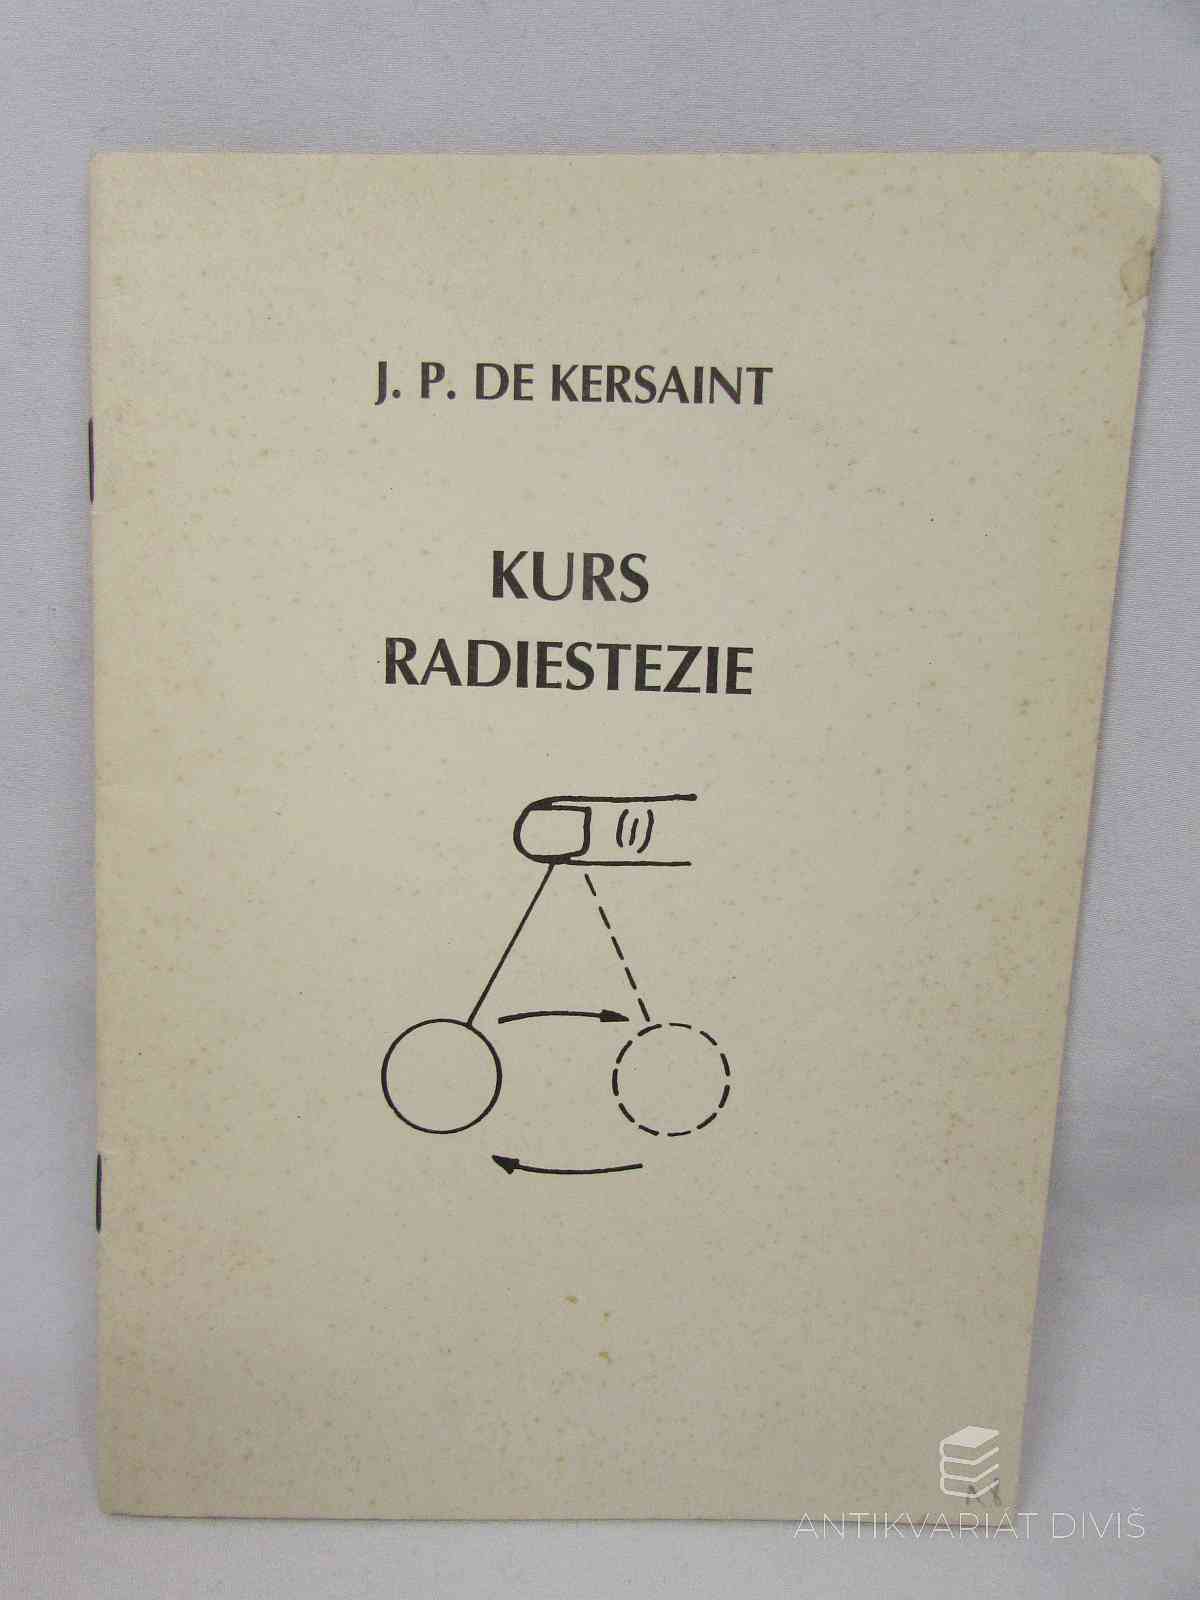 J. P. DE KERSAINT
KURS
RADIESTEZIE
ANTIKVARIÁT DIVIŠ